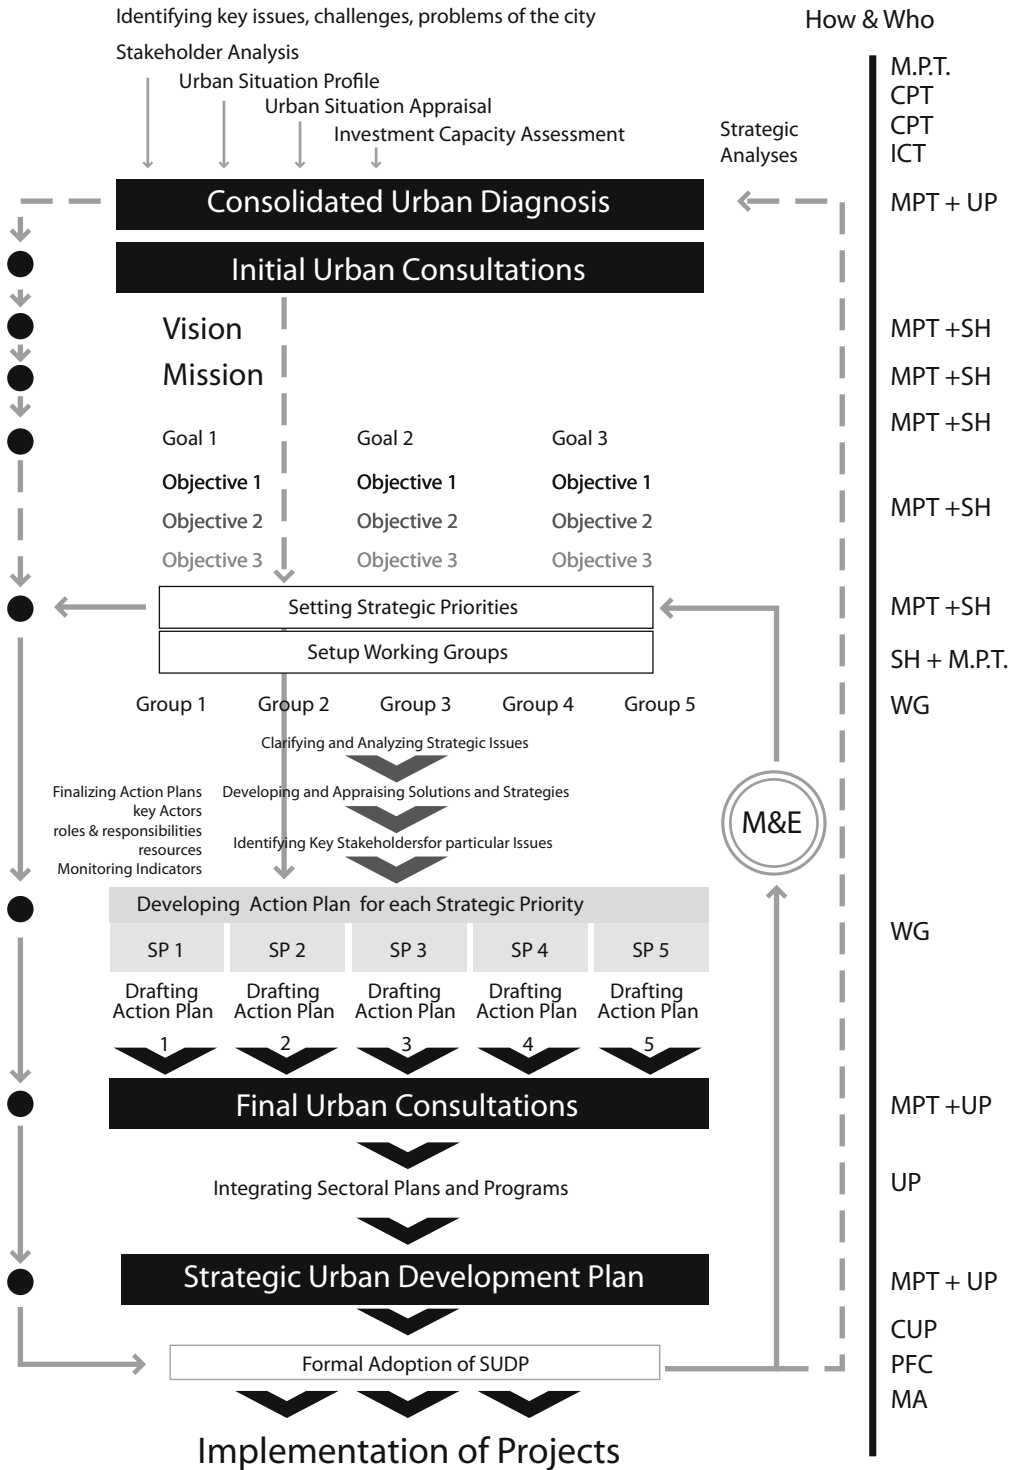 Identifying key issues, challenges, problems of the city
How & Who
Stakeholder Analysis
M.P.T.
Urban Situation Profile
CPT
Urban Situation Appraisal
CPT
Investment Capacity Assessment
ICT
Strategic
Analyses
Consolidated Urban Diagnosis
MPT + UP
Initial Urban Consultations
Vision
MPT +SH
Mission
MPT +SH
MPT +SH
Goal 1 Goal 2 Goal 3
Objective 1 Objective 1 Objective 1
MPT +SH
Objective 2 Objective 2 Objective 2
Objective 3 Objective 3 Objective 3
Setting Strategic Priorities
MPT +SH
Setup Working Groups
SH + M.P.T.
Group 1 Group 2 Group 3 Group 4 Group 5
WG
Clarifying and Analyzing Strategic Issues
Developing and Appraising Solutions and Strategies
Identifying Key Stakeholdersfor particular Issues
Finalizing Action Plans
key Actors
roles & responsibilities
resources
Monitoring Indicators
M&E
Developing Action Plan for each Strategic Priority
WG
SP 1 SP 2 SP 3 SP 4 SP 5
Drafting Drafting Drafting Drafting Drafting
Action Plan Action Plan Action Plan Action Plan Action Plan
1 2 3 4 5
Final Urban Consultations
MPT +UP
Integrating Sectoral Plans and Programs
UP
Strategic Urban Development Plan
MPT + UP
CUP
Formal Adoption of SUDP
PFC
MA
Implementation of Projects